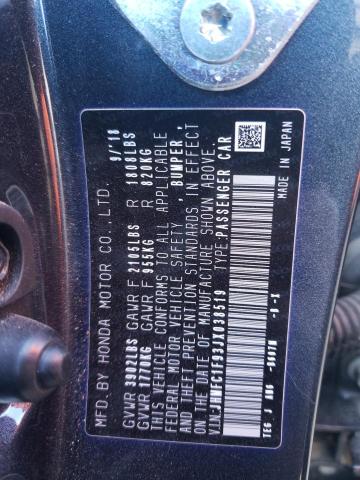 MFD.BY HONDA MOTOR CO.,LTD. 9/'18
GVWR 3902LBS GAWR F 2105LBS R 1808LBS
GVWR 1770KG GAWR F 955KG R 820KG
THIS VEHICLE CONFORMS TO ALL APPLICABLE
FEDERAL MOTOR VEHICLE SAFETY , BUMPER ,
AND THEFT PREVENTION STANDARDS IN EFFECT
ON THE DATE OF MANUFACTURE SHOWN ABOVE.
V.I.N.:JHMFC1F93JX038519 TYPE:PASSENGER CAR
MADE IN JAPAN
TEG J A06